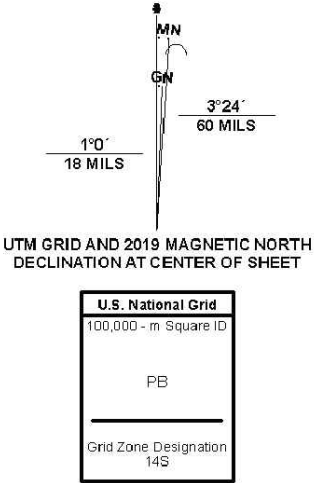 MN
GN
3°24´
60 MILS
1°0´
18 MILS
UTM GRID AND 2019 MAGNETIC NORTH
DECLINATION AT CENTER OF SHEET
U.S. National Grid
100,000 - m Square ID
PB
Grid Zone Designation
14S